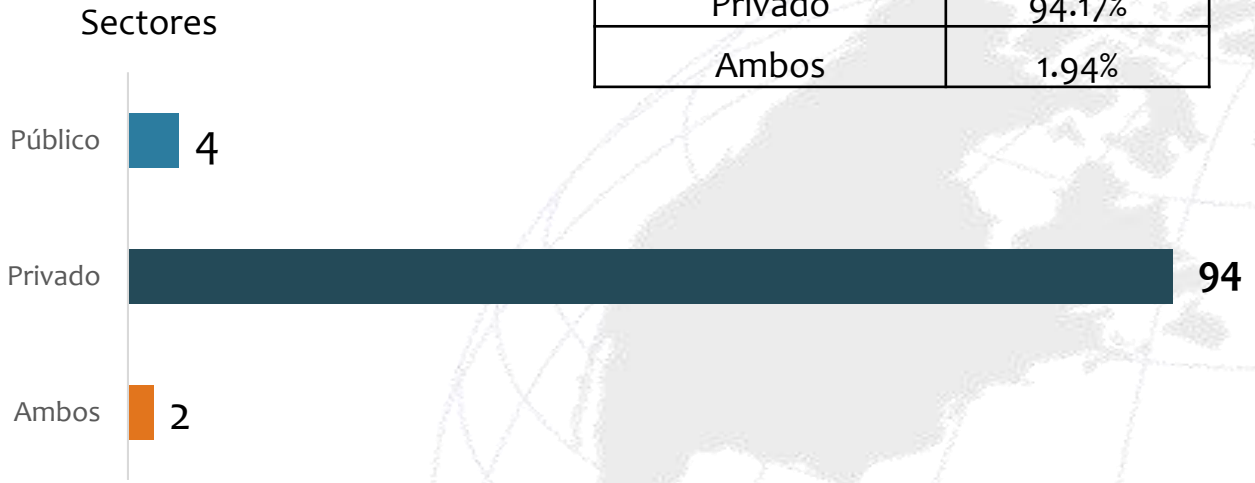 Sectores
Privado 94.17%
Ambos 1.94%
Público 4
Privado 94
Ambos 2